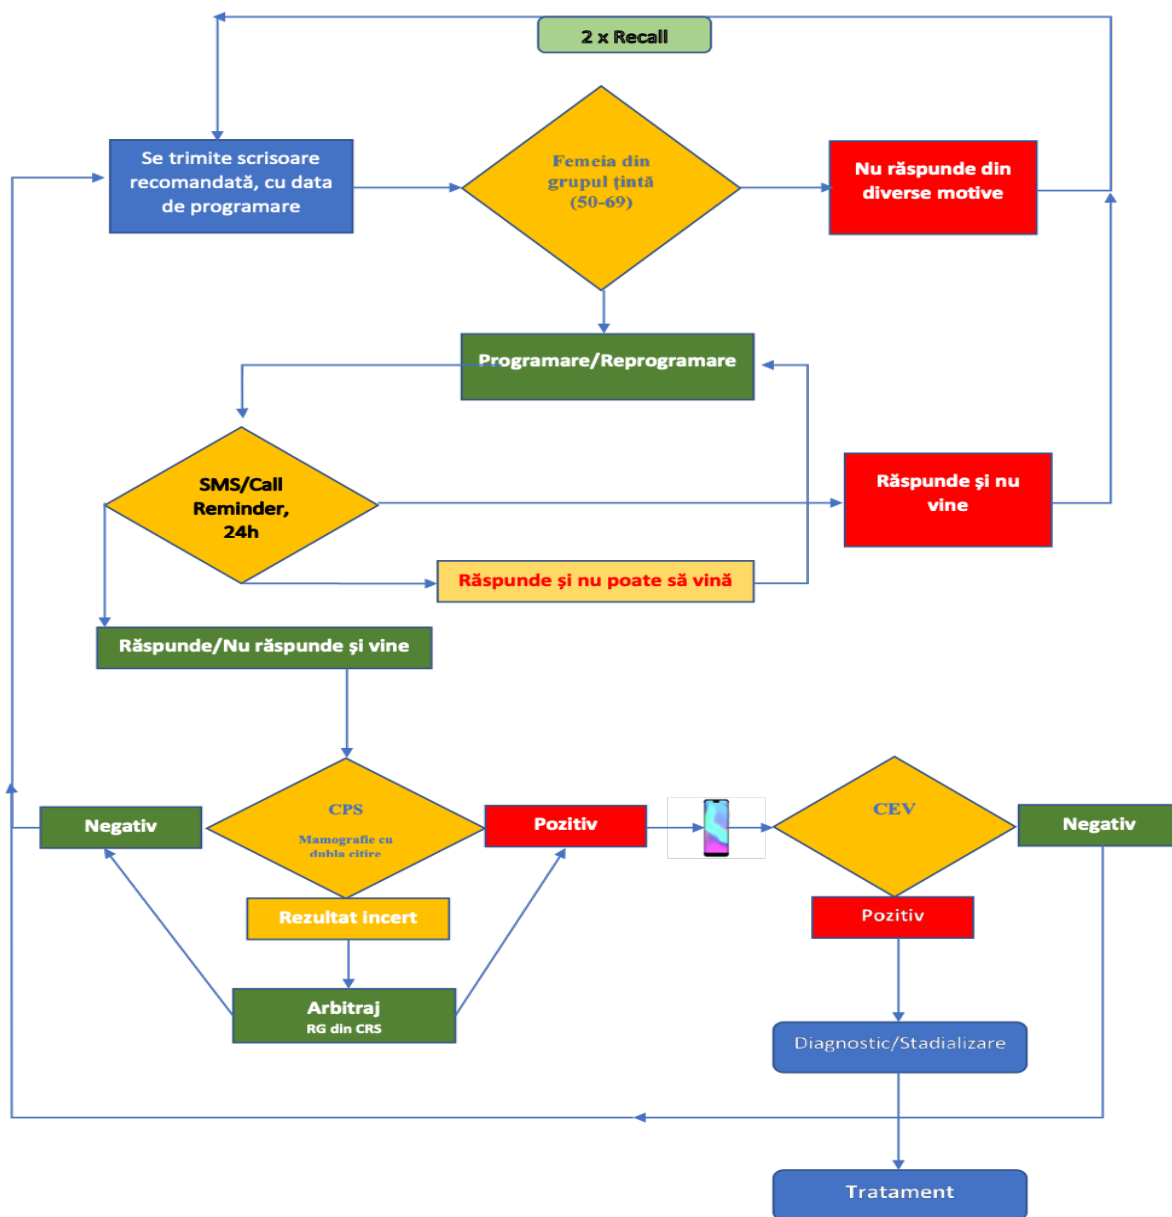 2 x Recall
Se trimite scrisoare
recomandată, cu data
de programare
Femeia din
grupul țintă
(50-69)
Nu răspunde din
diverse motive
Programare/Reprogramare
SMS/Call
Reminder,
24h
Răspunde și nu
vine
Răspunde și nu poate să vină
Răspunde/Nu răspunde și vine
Negativ
CPS
Mamografie cu
dubla citire
Pozitiv
CEV
Negativ
Rezultat incert
Pozitiv
Arbitraj
RG din CRS
Diagnostic/Stadializare
Tratament